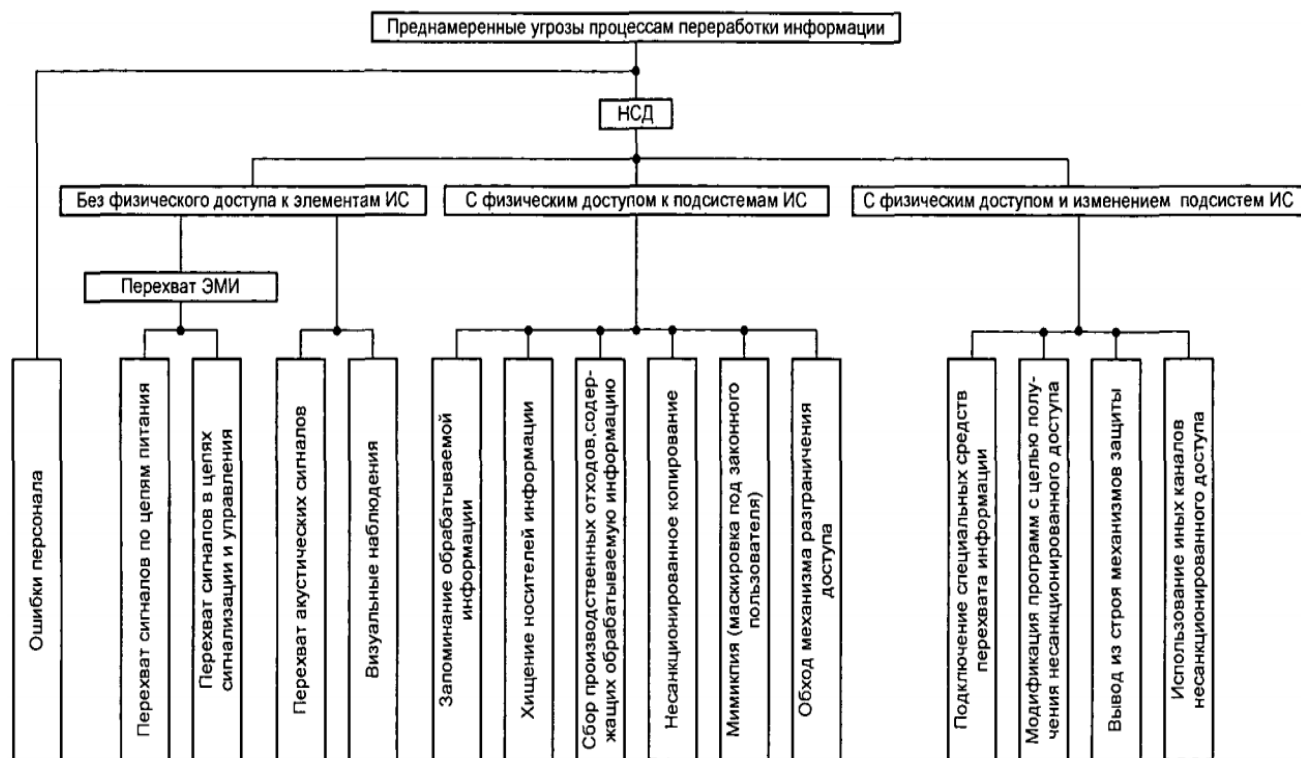 Преднамеренные угрозы процессам переработки информации
НСД
Без физического доступа к элементам ИС
С физическим доступом к подсистемам ИС
С физическим доступом и изменением подсистем ИС
Перехват ЭМИ
Ошибки персонала
Перехват сигналов по цепям питания
Перехват сигналов в цепях
сигнализации и управления
Перехват акустических сигналов
Визуальные наблюдения
Запоминание обрабатываемой
информации
Хищение носителей информации
Сбор производственных отходов,содер-
жащих обрабатываемую информацию
Несанкционированное копирование
Мимикпия (маскировка под законного
пользователя)
Обход механизма разграничения
доступа
Подключение специальных средств
перехвата информации
Модификация программ с целью полу-
чения несанкционированного доступа
Вывод из строя механизмов защиты
Использование иных каналов
несанкционированного доступа